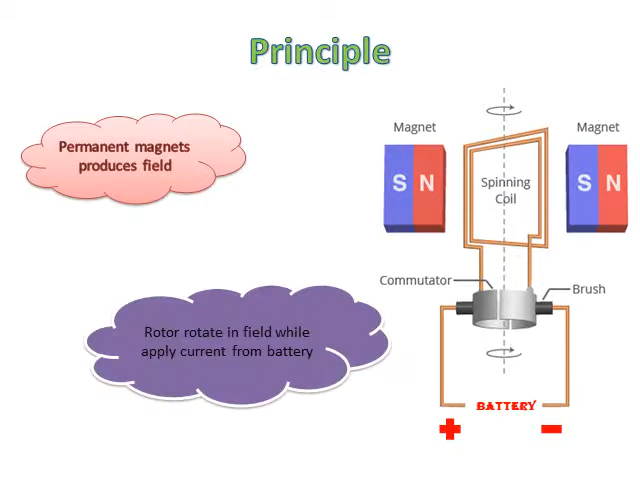 Principle
Permanent magnets
produces field
Magnet
Magnet
S N
S N
Spinning
Coil
Commutator
Brush
Rotor rotate in field while
apply current from battery
BATTERY
+ −